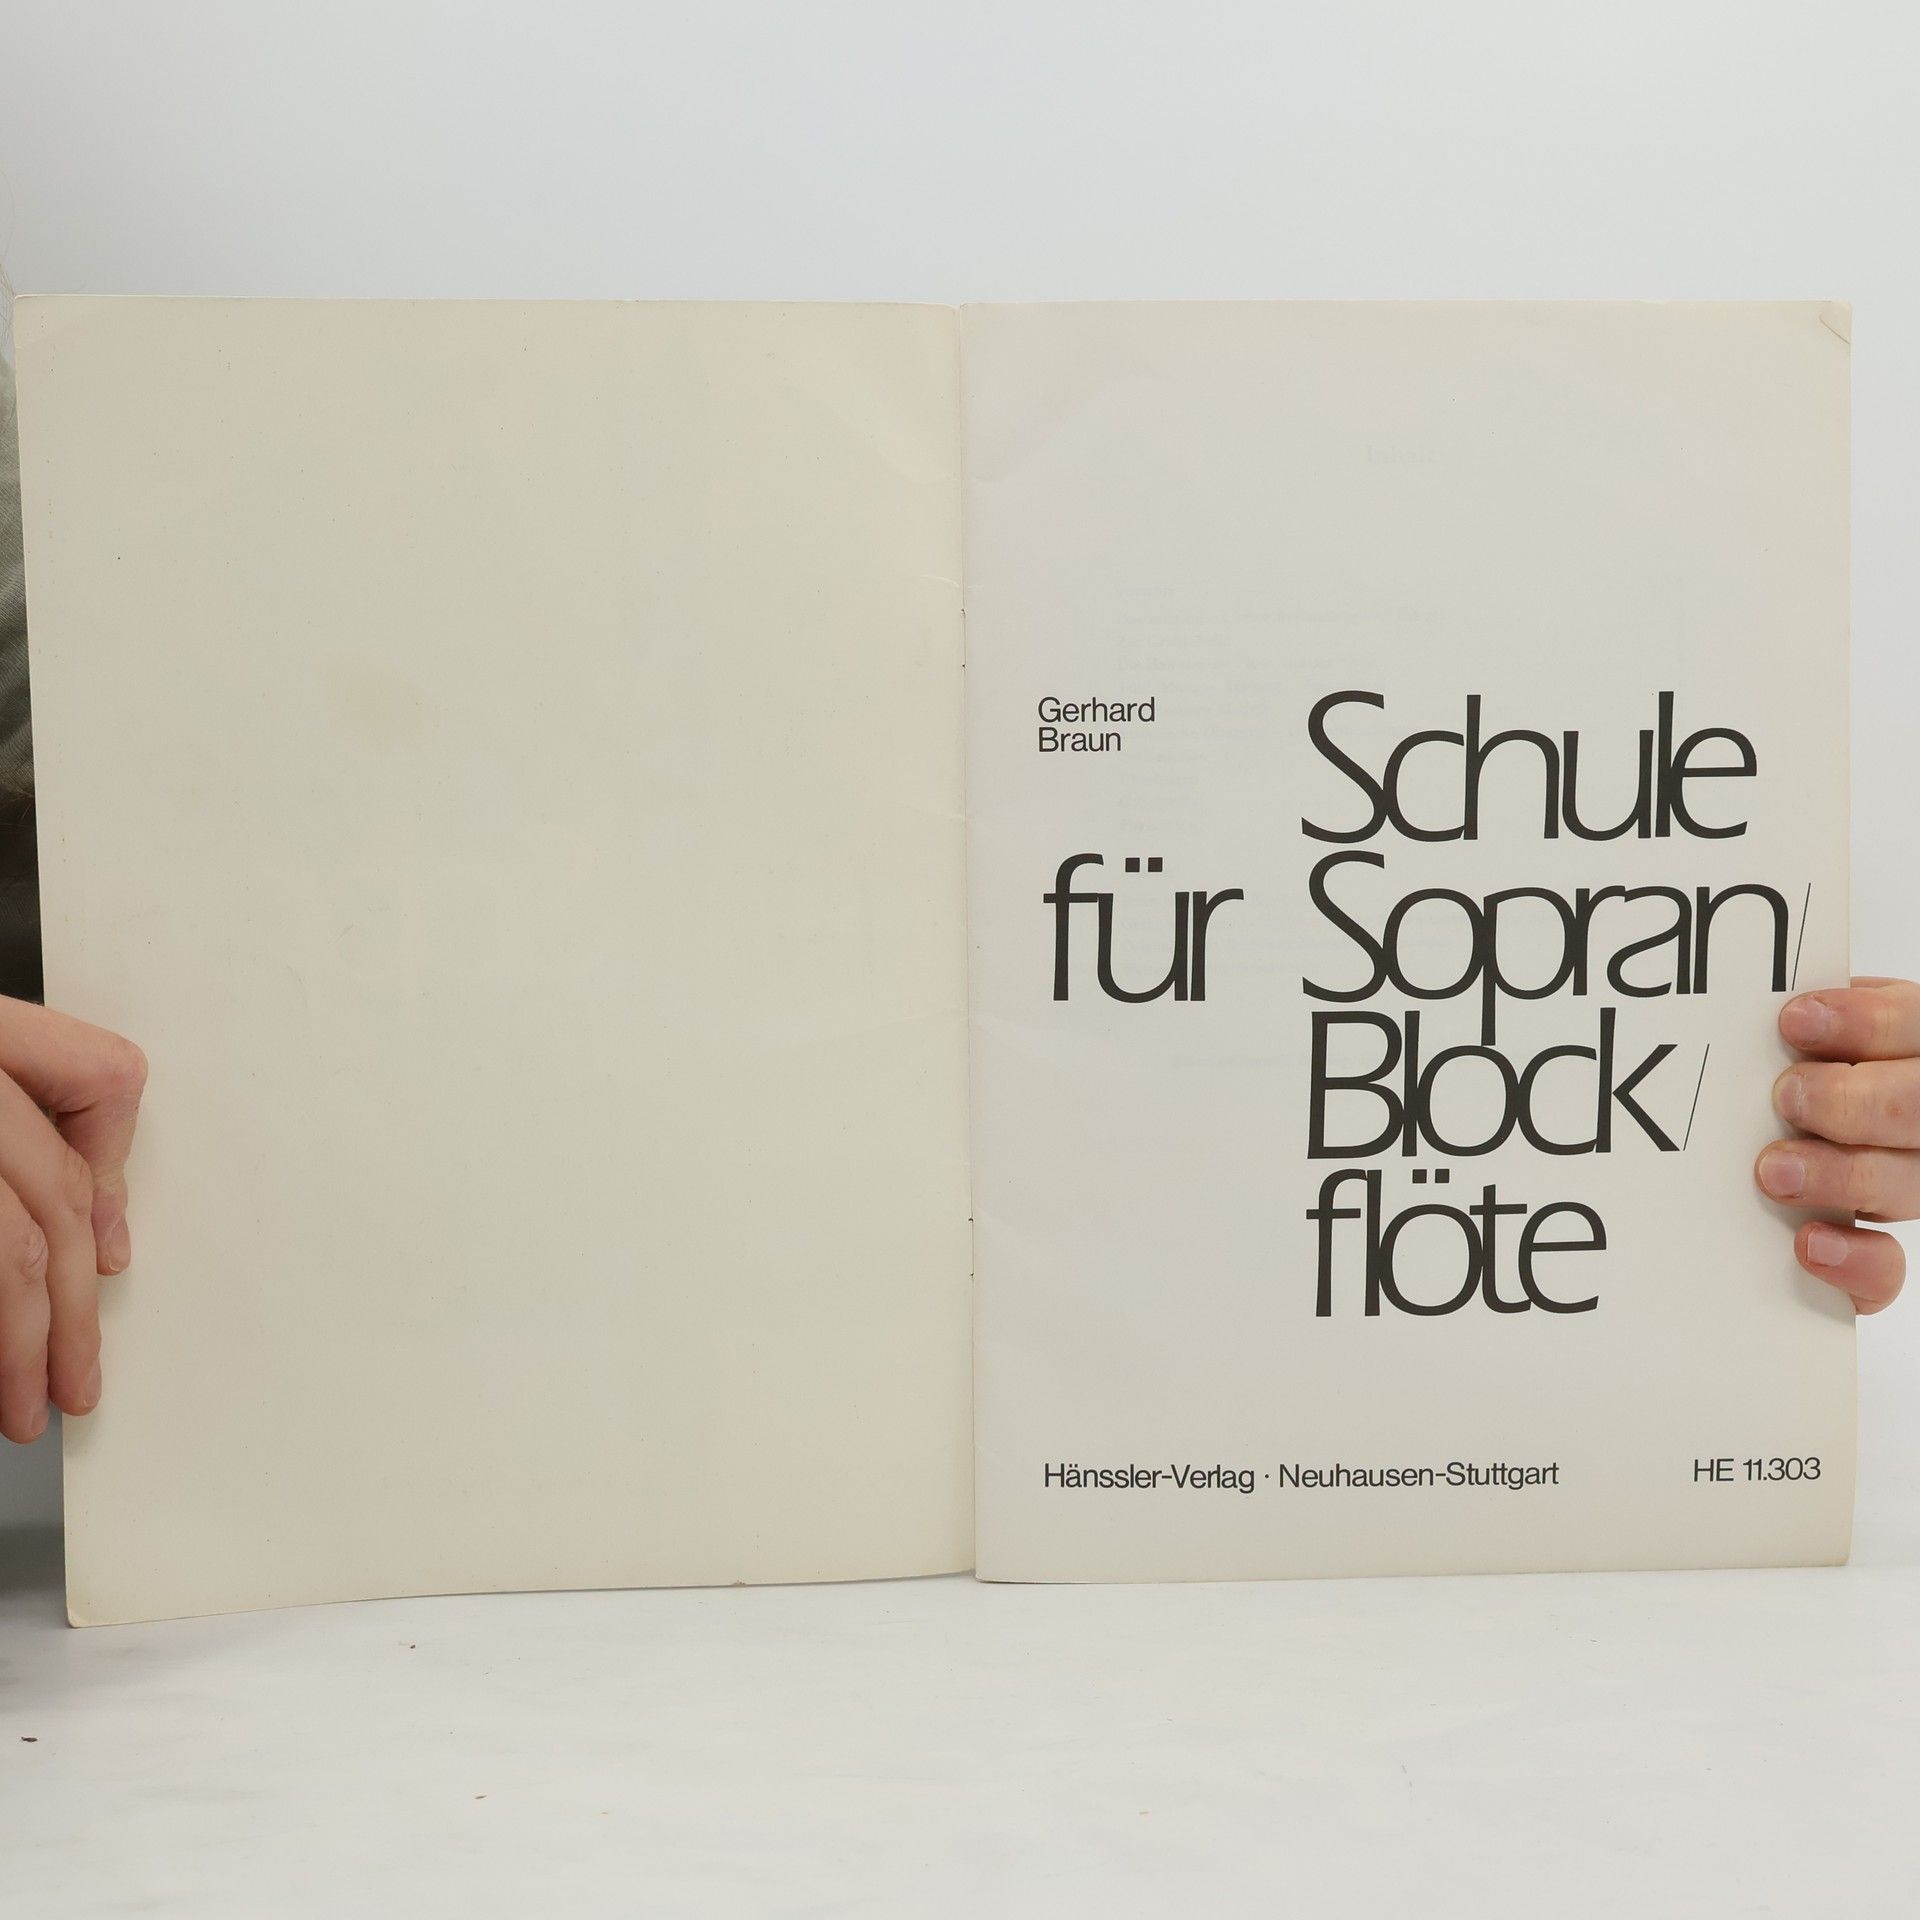 Gerhard
Braun
Schule
für Sopran/
Block/
flöte
Hänssler-Verlag · Neuhausen-Stuttgart HE 11.303